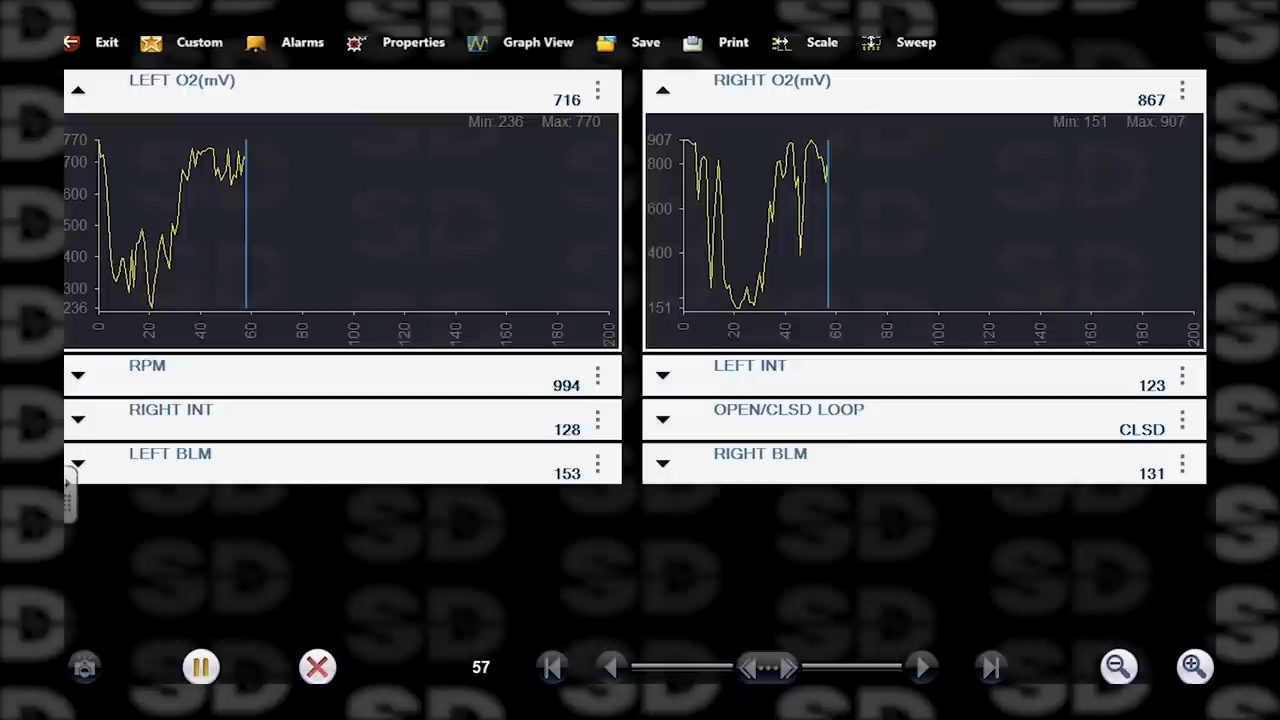 Exit Custom Alarms Properties Graph View Save Print Scale Sweep
LEFT O2(mV)
716
Min: 236 Max: 770
770
700
600
500
400
300
236
0 20 40 60 80 100 120 140 160 180 200
RIGHT O2(mV)
867
Min: 151 Max: 907
907
800
600
400
151
0 20 40 60 80 100 120 140 160 180 200
RPM
994
LEFT INT
123
RIGHT INT
128
OPEN/CLSD LOOP
CLSD
LEFT BLM
153
RIGHT BLM
131
57